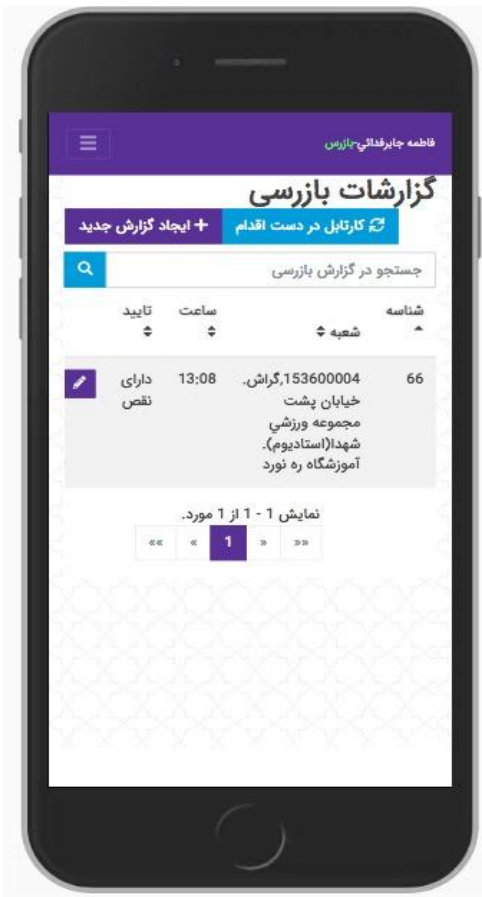 فاطمه جابرفدائي-بازرس
گزارشات بازرسی
کارتابل در دست اقدام
+ ایجاد گزارش جدید
جستجو در گزارش بازرسی
شناسه شعبه ساعت تایید
66 153600004,گراش. 13:08 دارای
خیابان پشت نقص
مجموعه ورزشي
شهدا(استادیوم).
آموزشگاه ره نورد
نمایش 1 - 1 از 1 مورد.
«« « 1 » »»